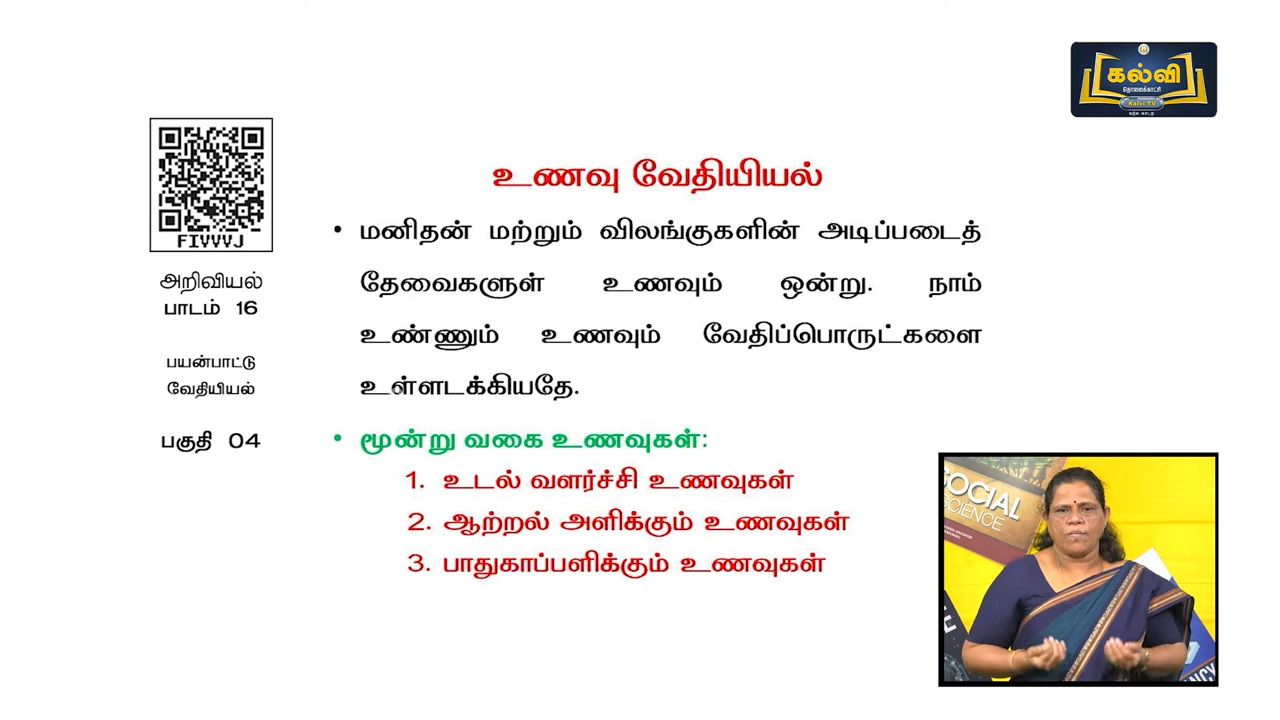 கல்வி
தொலைக்காட்சி
Kalvi TV
உணவு வேதியியல்
FIVVVJ
அறிவியல்
பாடம் 16
பயன்பாட்டு
வேதியியல்
பகுதி 04
• மனிதன் மற்றும் விலங்குகளின் அடிப்படைத்
தேவைகளுள் உணவும் ஒன்று. நாம்
உண்ணும் உணவும் வேதிப்பொருட்களை
உள்ளடக்கியதே.
• மூன்று வகை உணவுகள்:
1. உடல் வளர்ச்சி உணவுகள்
2. ஆற்றல் அளிக்கும் உணவுகள்
3. பாதுகாப்பளிக்கும் உணவுகள்
SOCIAL
SCIENCE